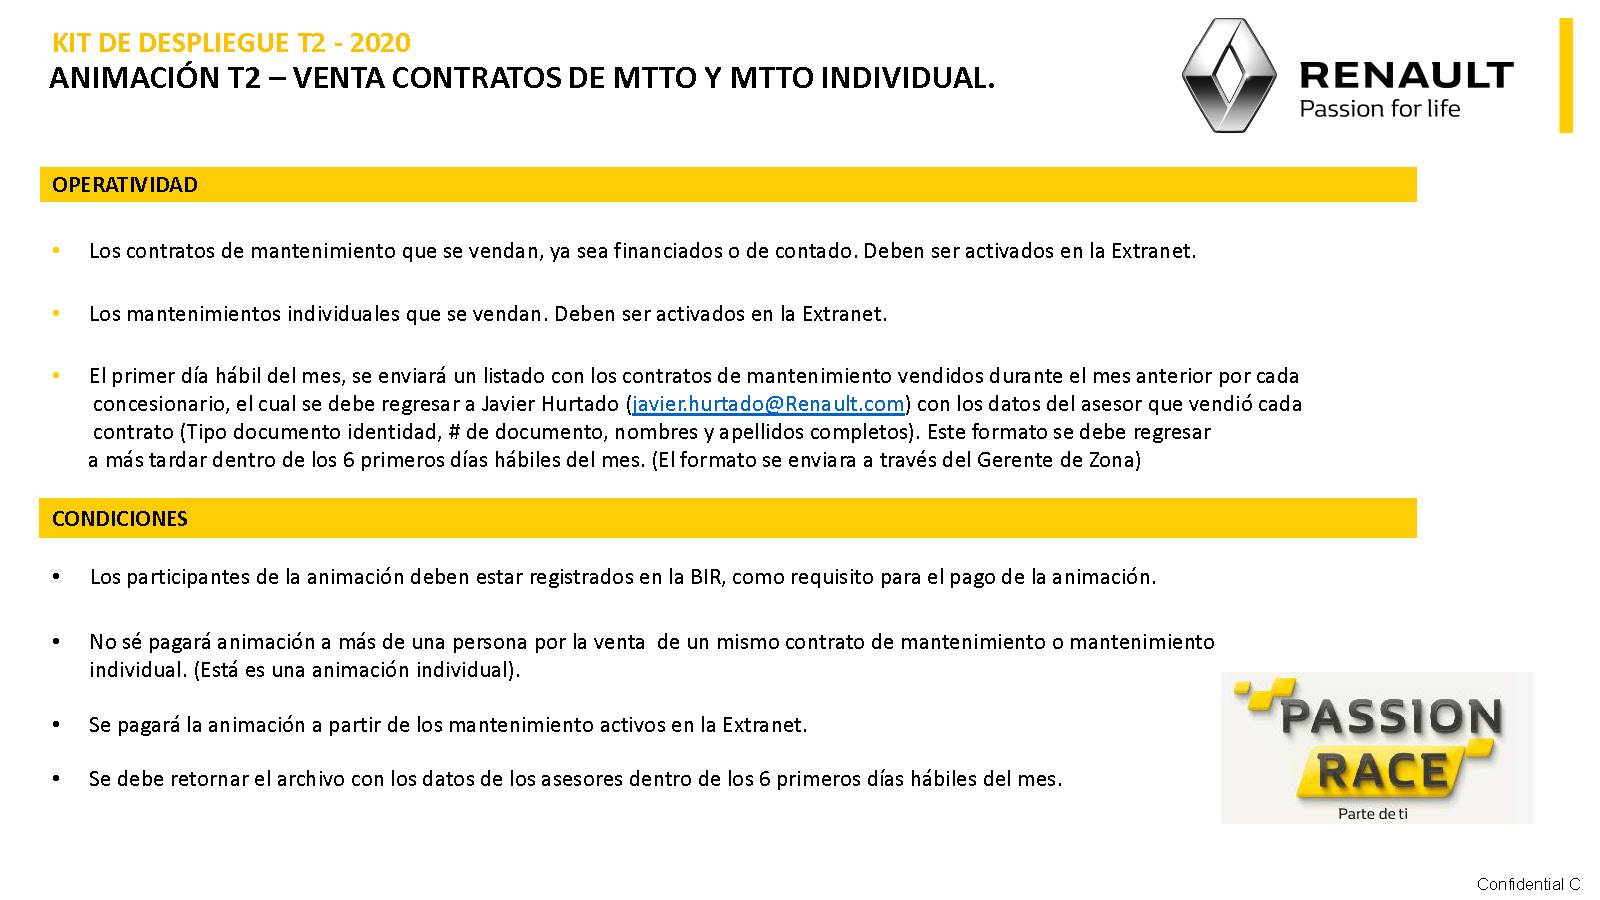 KIT DE DESPLIEGUE T2 - 2020
ANIMACIÓN T2 – VENTA CONTRATOS DE MTTO Y MTTO INDIVIDUAL.
RENAULT
Passion for life
OPERATIVIDAD
• Los contratos de mantenimiento que se vendan, ya sea financiados o de contado. Deben ser activados en la Extranet.
• Los mantenimientos individuales que se vendan. Deben ser activados en la Extranet.
• El primer día hábil del mes, se enviará un listado con los contratos de mantenimiento vendidos durante el mes anterior por cada
concesionario, el cual se debe regresar a Javier Hurtado (javier.hurtado@Renault.com) con los datos del asesor que vendió cada
contrato (Tipo documento identidad, # de documento, nombres y apellidos completos). Este formato se debe regresar
a más tardar dentro de los 6 primeros días hábiles del mes. (El formato se enviara a través del Gerente de Zona)
CONDICIONES
• Los participantes de la animación deben estar registrados en la BIR, como requisito para el pago de la animación.
• No sé pagará animación a más de una persona por la venta de un mismo contrato de mantenimiento o mantenimiento
individual. (Está es una animación individual).
• Se pagará la animación a partir de los mantenimiento activos en la Extranet.
• Se debe retornar el archivo con los datos de los asesores dentro de los 6 primeros días hábiles del mes.
PASSION
RACE
Parte de ti
Confidential C